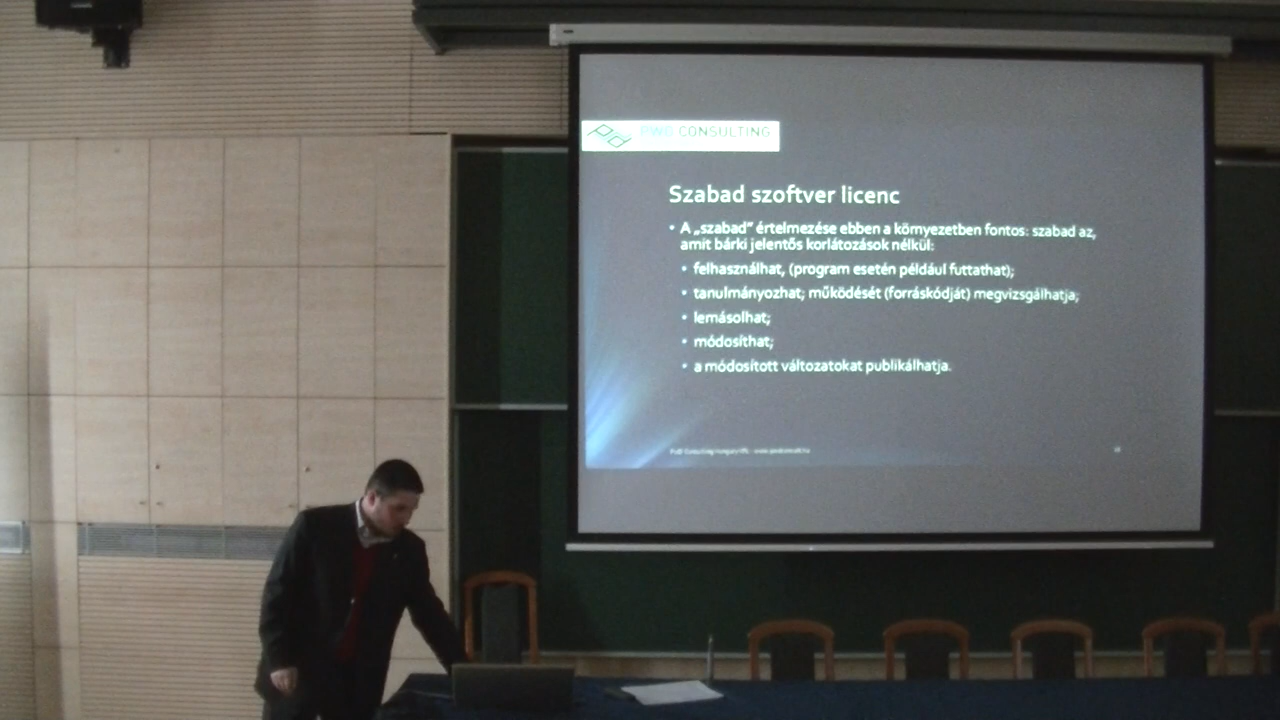 CONSULTING
Szabad szoftver licenc
• A „szabad” értelmezése ebben a környezetben fontos: szabad az,
amit bárki jelentős korlátozások nélkül:
• felhasználhat, (program esetén például futtathat);
• tanulmányozhat; működését (forráskódját) megvizsgálhatja;
• lemásolhat;
• módosíthat;
• a módosított változatokat publikálhatja.